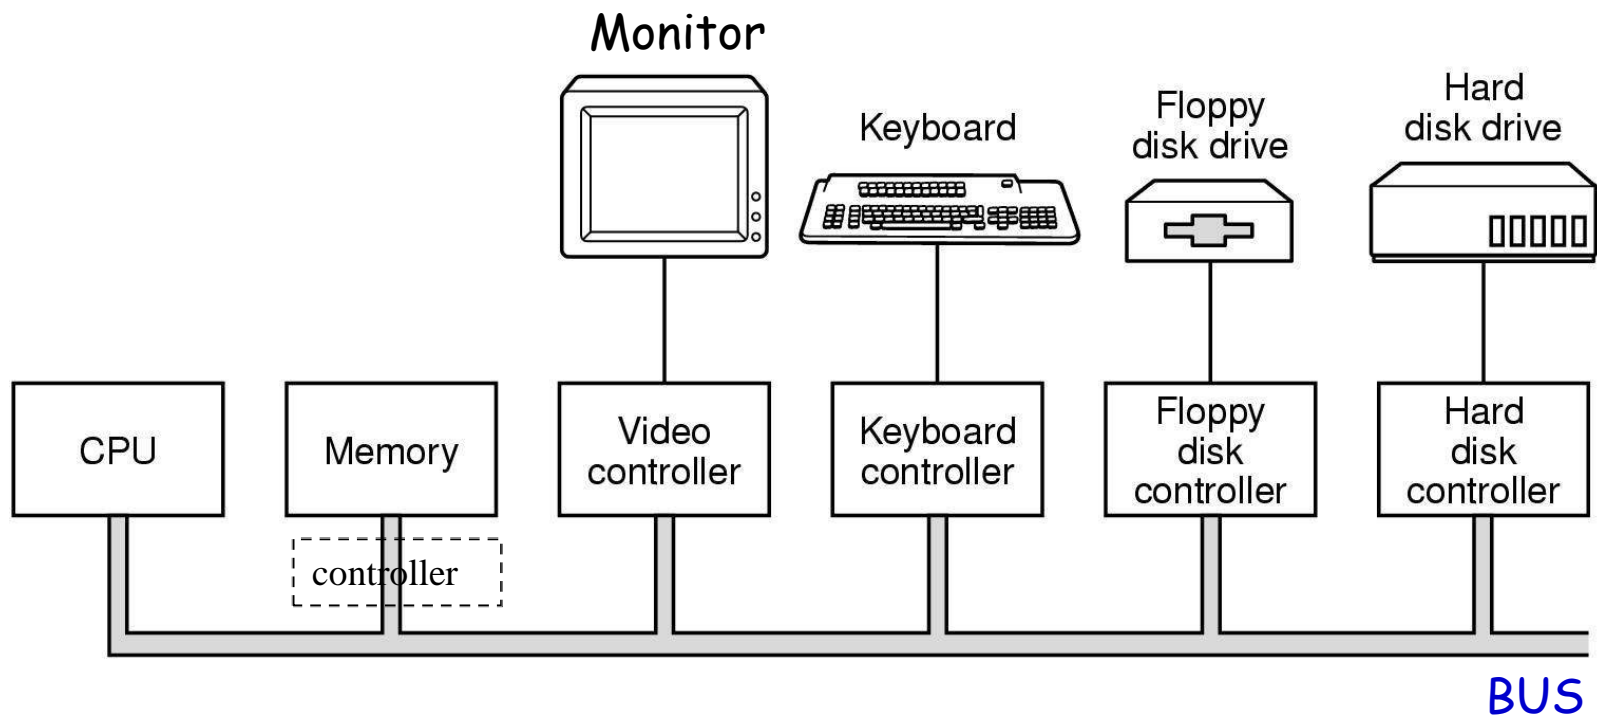 Monitor
Keyboard
Floppy
disk drive
Hard
disk drive
CPU
Memory
Video
controller
Keyboard
controller
Floppy
disk
controller
Hard
disk
controller
controller
BUS